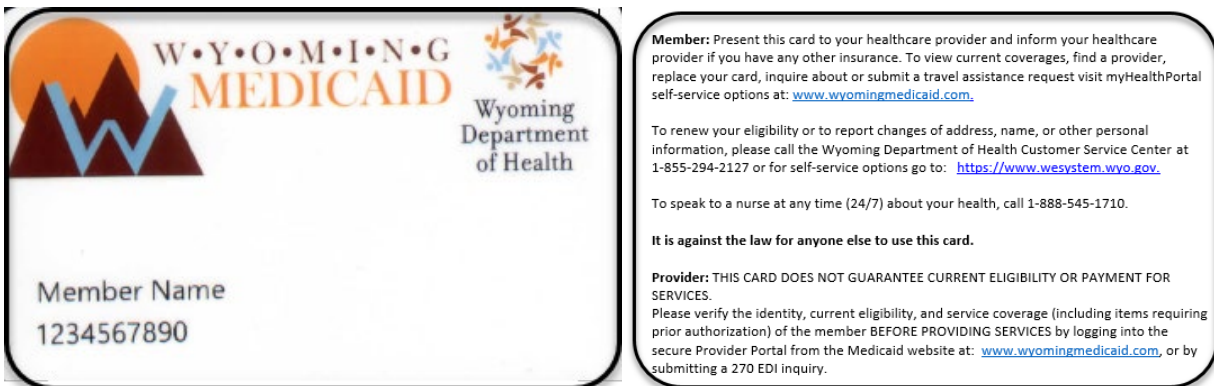 W•Y•O•M•I•N•G
MEDICAID
Wyoming
Department
of Health
Member Name
1234567890
Member: Present this card to your healthcare provider and inform your healthcare
provider if you have any other insurance. To view current coverages, find a provider,
replace your card, inquire about or submit a travel assistance request visit myHealthPortal
self-service options at: www.wyomingmedicaid.com.
To renew your eligibility or to report changes of address, name, or other personal
information, please call the Wyoming Department of Health Customer Service Center at
1-855-294-2127 or for self-service options go to: https://www.wesystem.wyo.gov.
To speak to a nurse at any time (24/7) about your health, call 1-888-545-1710.
It is against the law for anyone else to use this card.
Provider: THIS CARD DOES NOT GUARANTEE CURRENT ELIGIBILITY OR PAYMENT FOR
SERVICES.
Please verify the identity, current eligibility, and service coverage (including items requiring
prior authorization) of the member BEFORE PROVIDING SERVICES by logging into the
secure Provider Portal from the Medicaid website at: www.wyomingmedicaid.com, or by
submitting a 270 EDI inquiry.